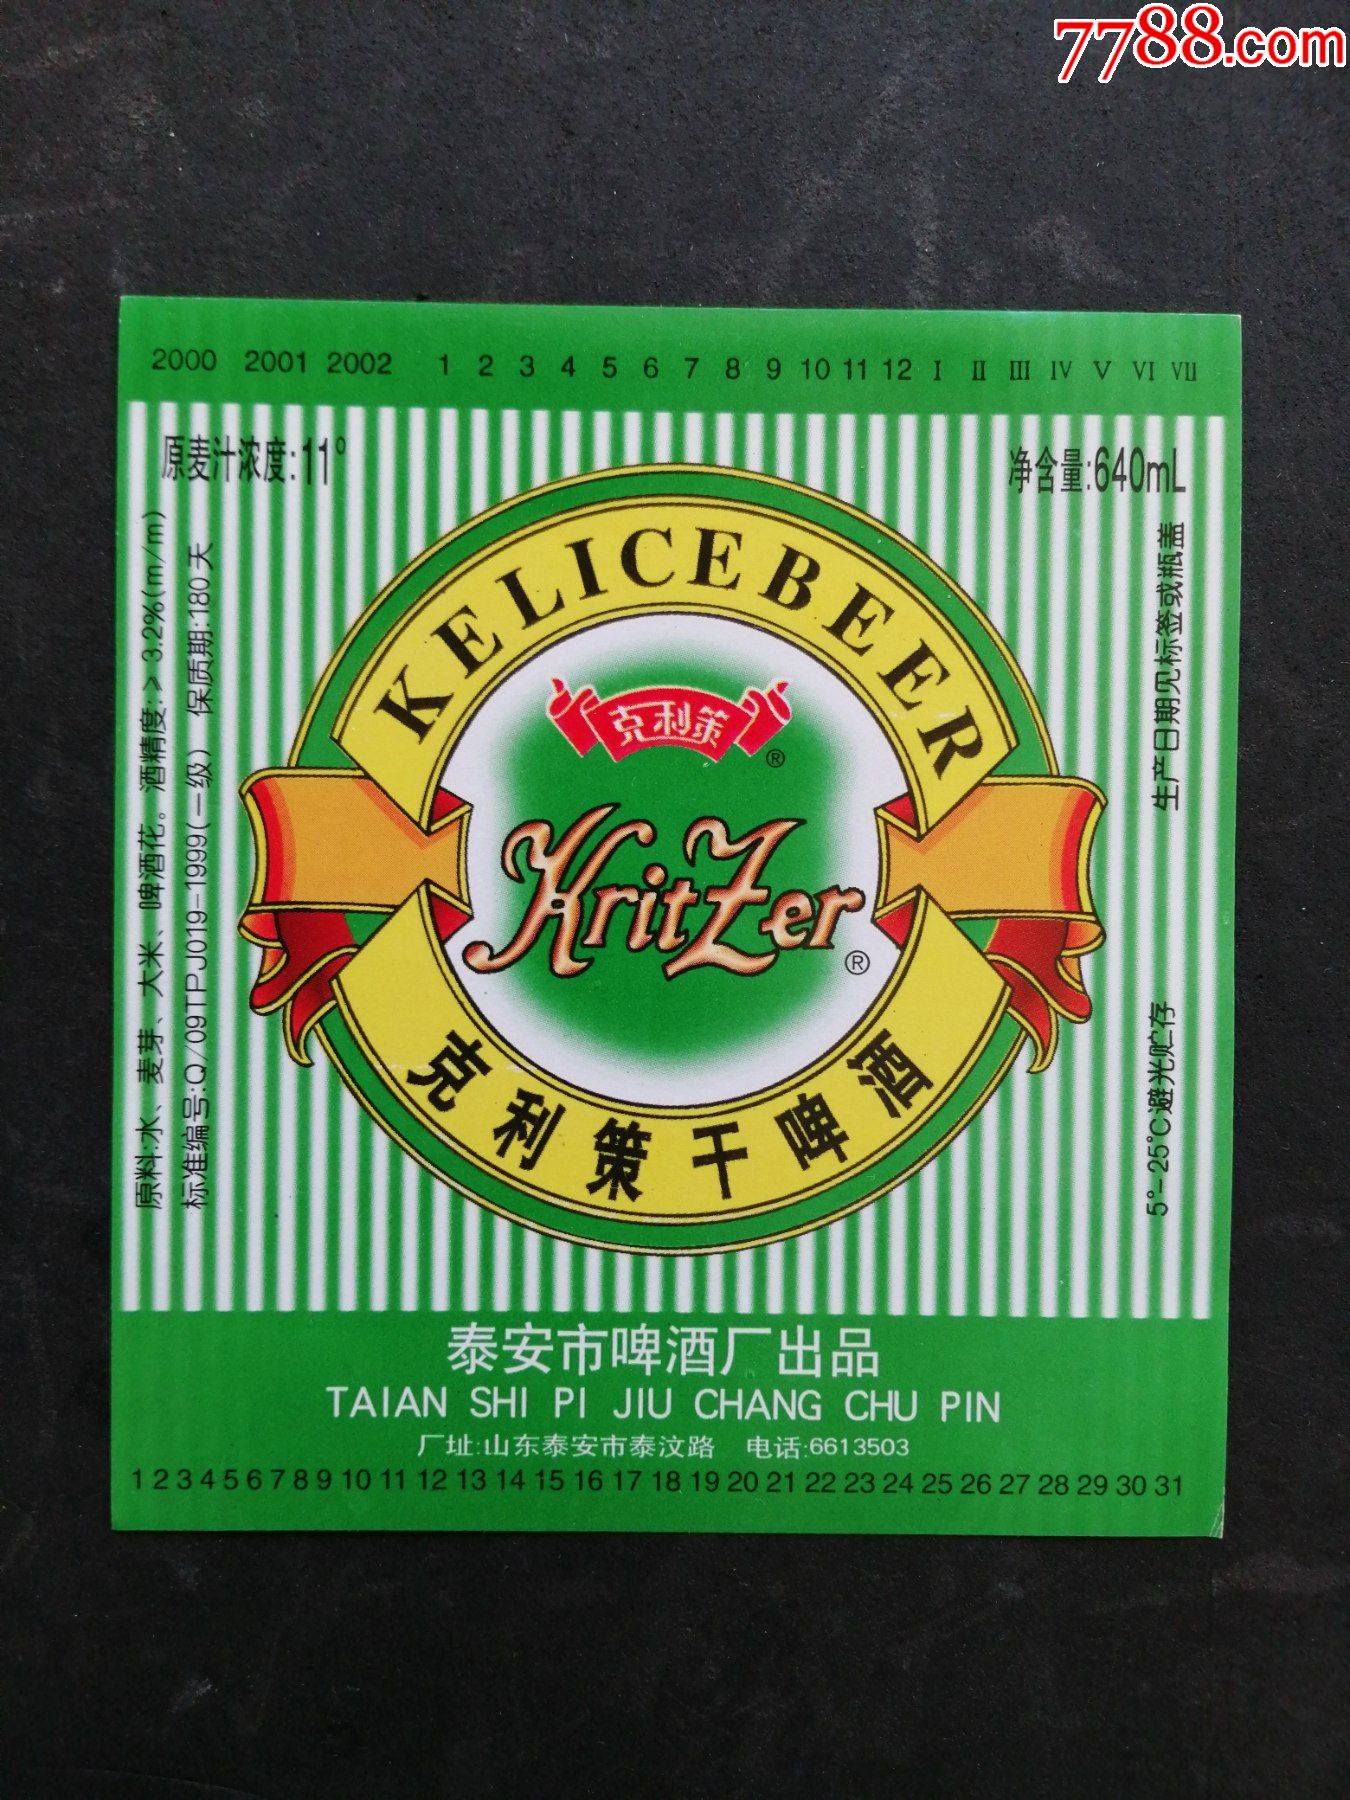 7788.com
2000 2001 2002 1 2 3 4 5 6 7 8 9 10 11 12 I II III IV V VI VII
原麦汁浓度:11°
净含量:640mL
原料:水、麦芽、大米、啤酒花。酒精度:≥3.2%(m/m)
标准编号:Q/09TPJ019-1999(一级) 保质期:180天
生产日期见标签或瓶盖
5°-25℃避光贮存
KELICEBEER
克利策
®
KritZer
®
克利策干啤酒
泰安市啤酒厂出品
TAIAN SHI PI JIU CHANG CHU PIN
厂址:山东泰安市泰汶路 电话:6613503
1 2 3 4 5 6 7 8 9 10 11 12 13 14 15 16 17 18 19 20 21 22 23 24 25 26 27 28 29 30 31